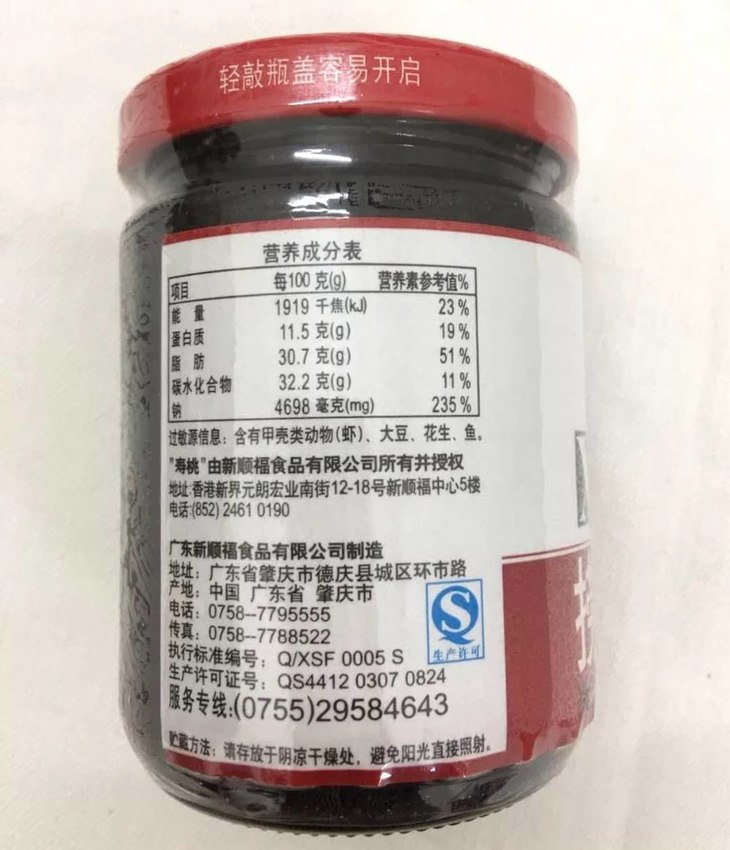 轻敲瓶盖容易开启
营养成分表
项目 每100 克(g) 营养素参考值%
能 量 1919 千焦(kJ) 23 %
蛋白质 11.5 克(g) 19 %
脂 肪 30.7 克(g) 51 %
碳水化合物 32.2 克(g) 11 %
钠 4698 毫克(mg) 235 %
过敏源信息：含有甲壳类动物(虾)、大豆、花生、鱼。
"寿桃"由新顺福食品有限公司所有并授权
地址:香港新界元朗宏业南街12-18号新顺福中心5楼
电话:(852) 2461 0190
广东新顺福食品有限公司制造
地址：广东省肇庆市德庆县城区环市路
产地：中国 广东省 肇庆市
电话：0758--7795555
传真：0758--7788522
执行标准编号：Q/XSF 0005 S
生产许可证号：QS4412 0307 0824
生产许可
服务专线:(0755)29584643
贮藏方法：请存放于阴凉干燥处，避免阳光直接照射。